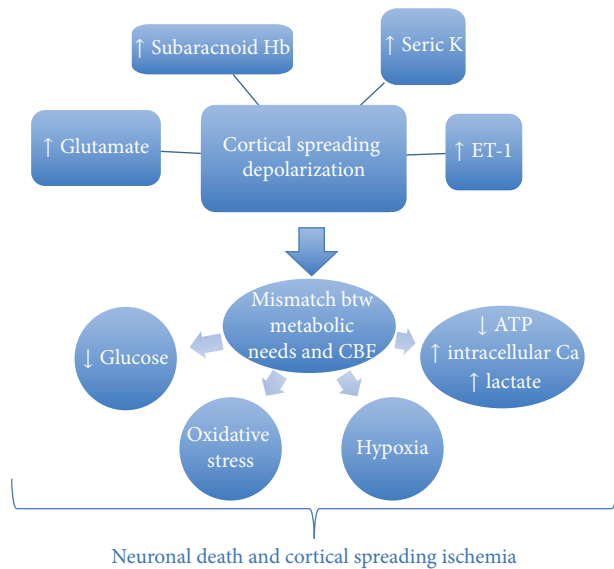 ↑ Subaracnoid Hb
↑ Seric K
↑ Glutamate
Cortical spreading
depolarization
↑ ET-1
Mismatch btw
metabolic
needs and CBF
↓ Glucose
↓ ATP
↑ intracellular Ca
↑ lactate
Oxidative
stress
Hypoxia
Neuronal death and cortical spreading ischemia